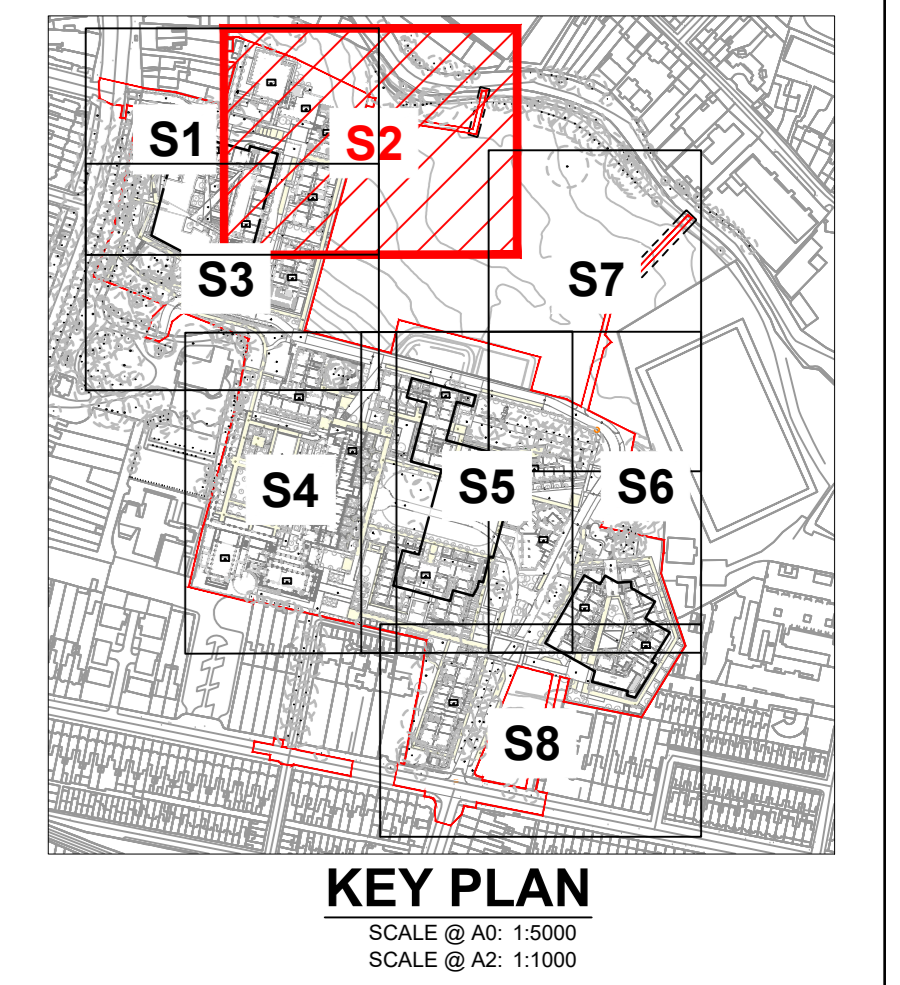 S1
S2
S3
S7
S4
S5
S6
S8
KEY PLAN
SCALE @ A0: 1:5000
SCALE @ A2: 1:1000